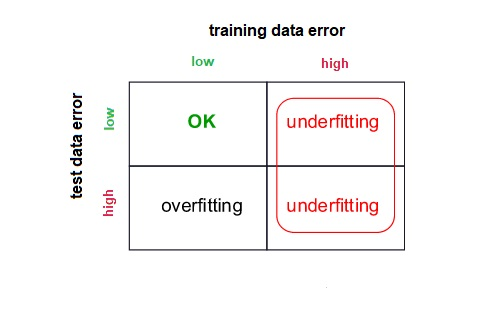 training data error
low high
test data error
low
OK underfitting
high
overfitting underfitting